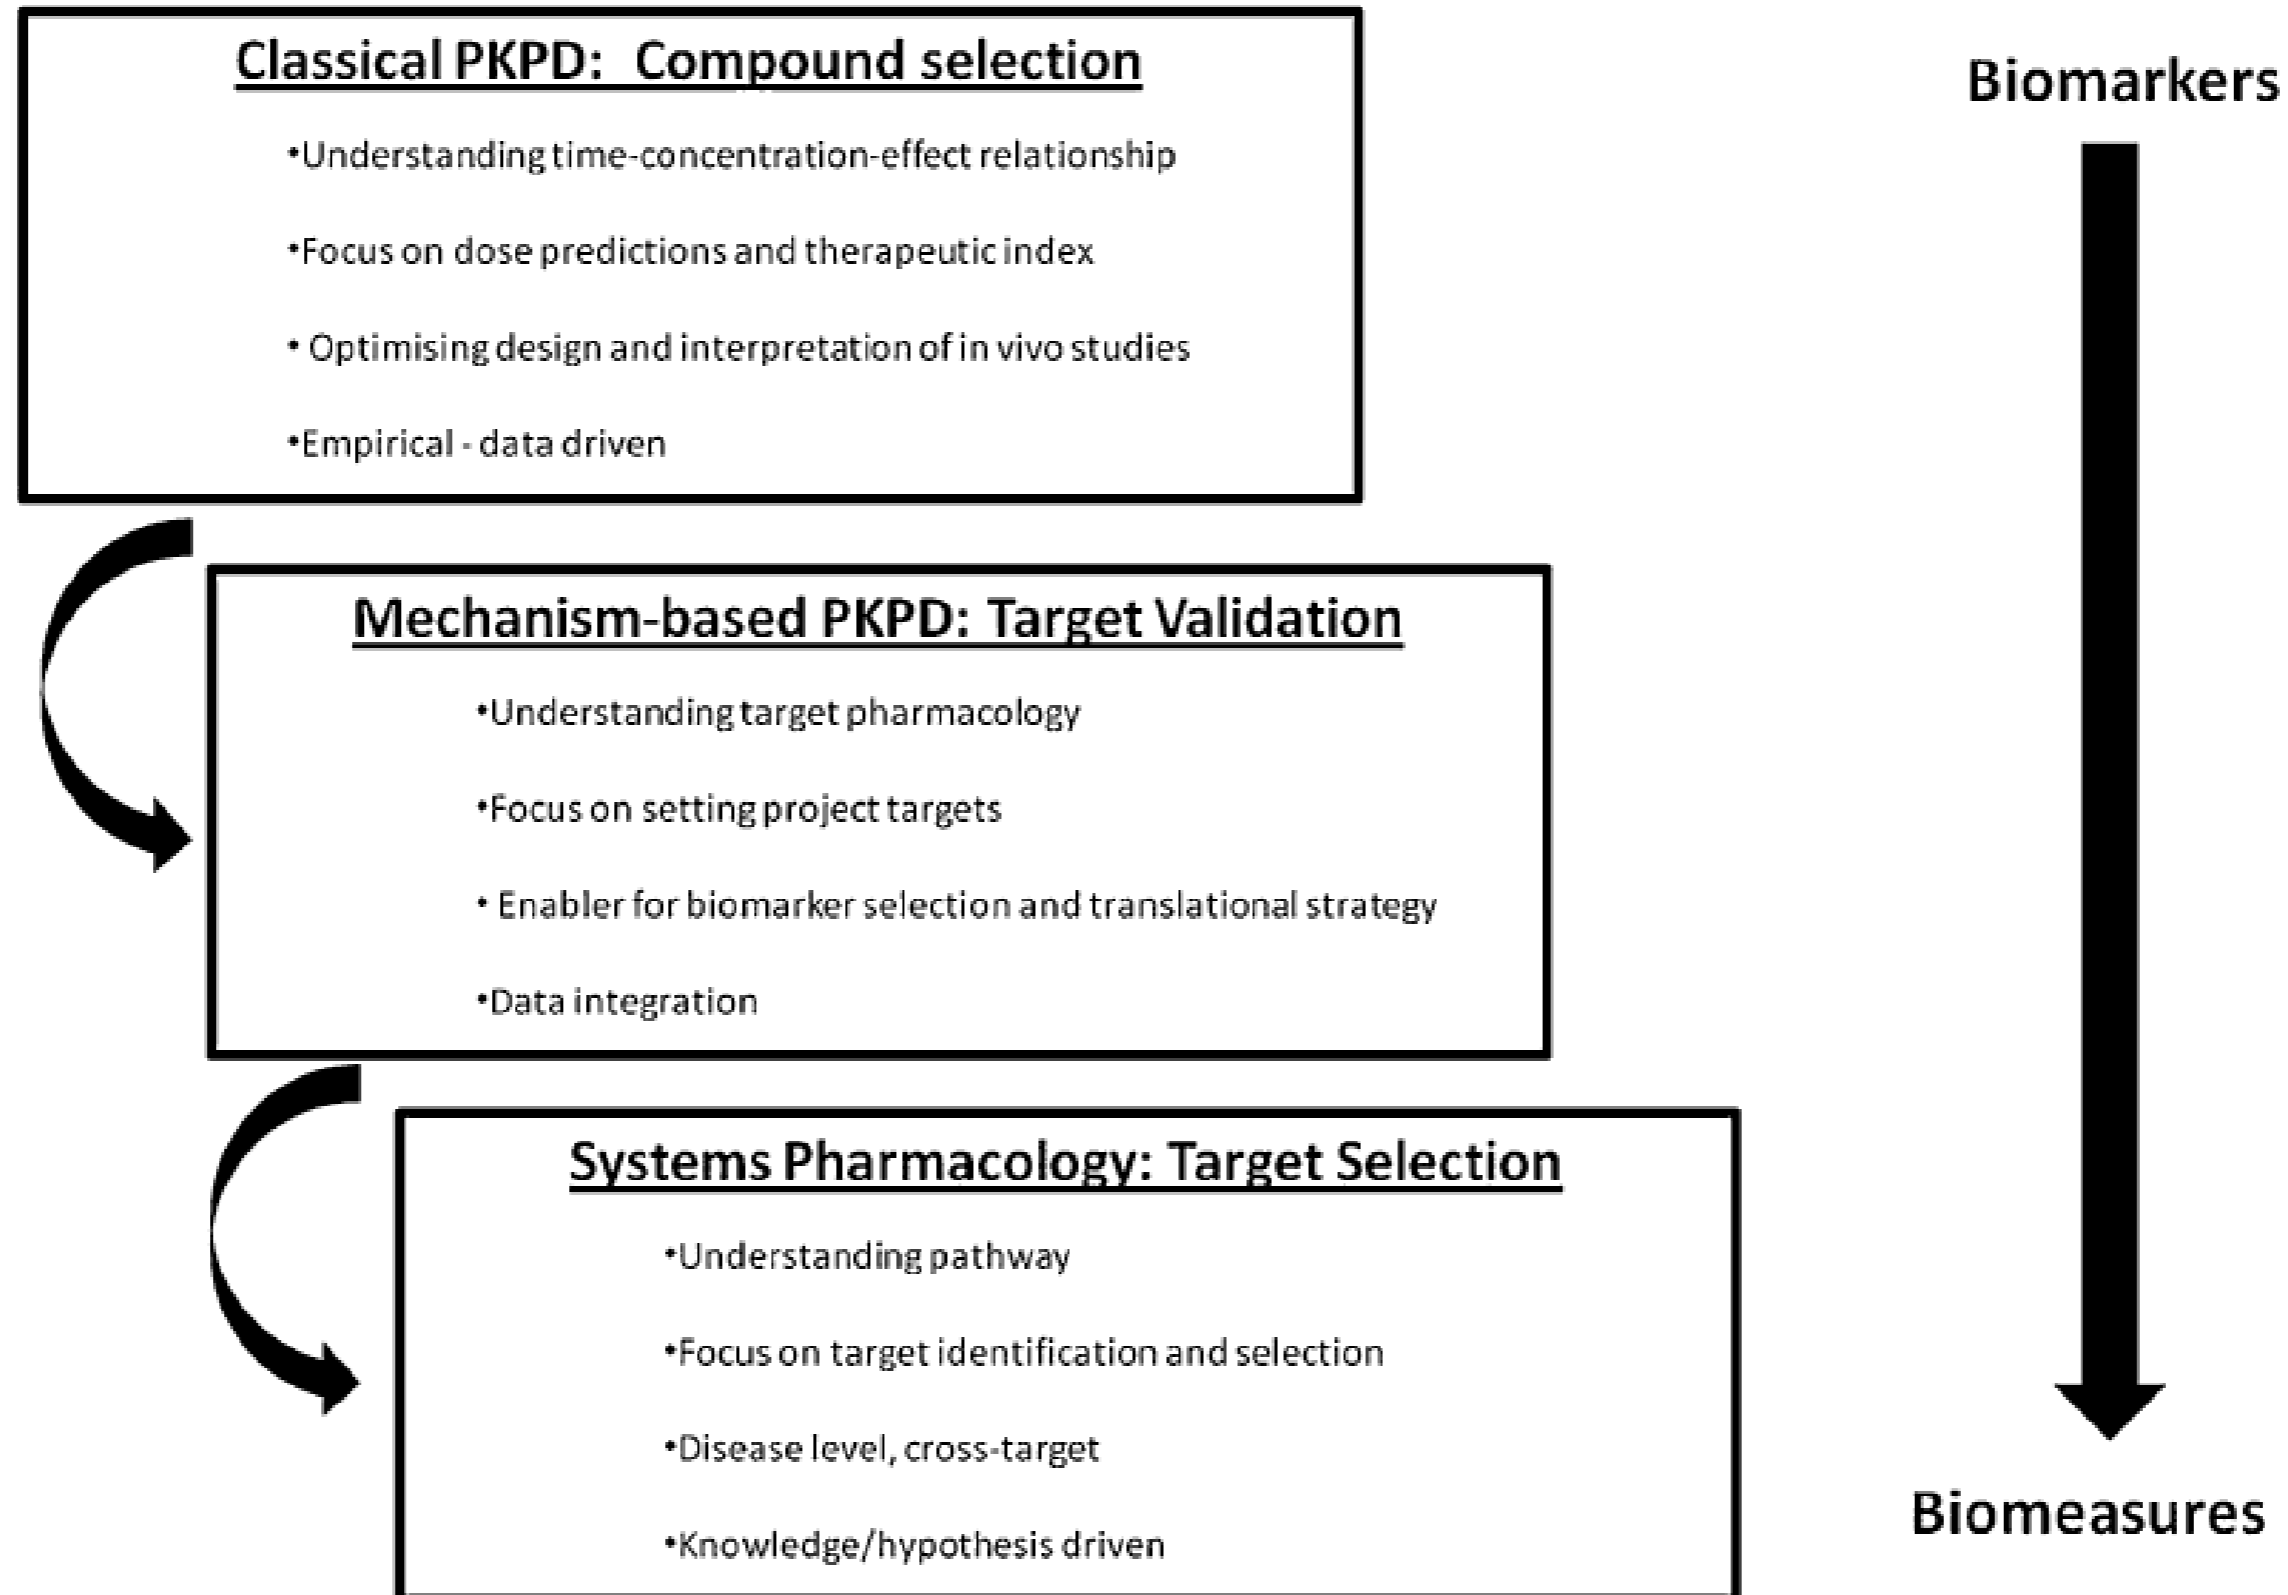 Classical PKPD: Compound selection
•Understanding time-concentration-effect relationship
•Focus on dose predictions and therapeutic index
• Optimising design and interpretation of in vivo studies
•Empirical - data driven
Mechanism-based PKPD: Target Validation
•Understanding target pharmacology
•Focus on setting project targets
• Enabler for biomarker selection and translational strategy
•Data integration
Systems Pharmacology: Target Selection
•Understanding pathway
•Focus on target identification and selection
•Disease level, cross-target
•Knowledge/hypothesis driven
Biomarkers
Biomeasures